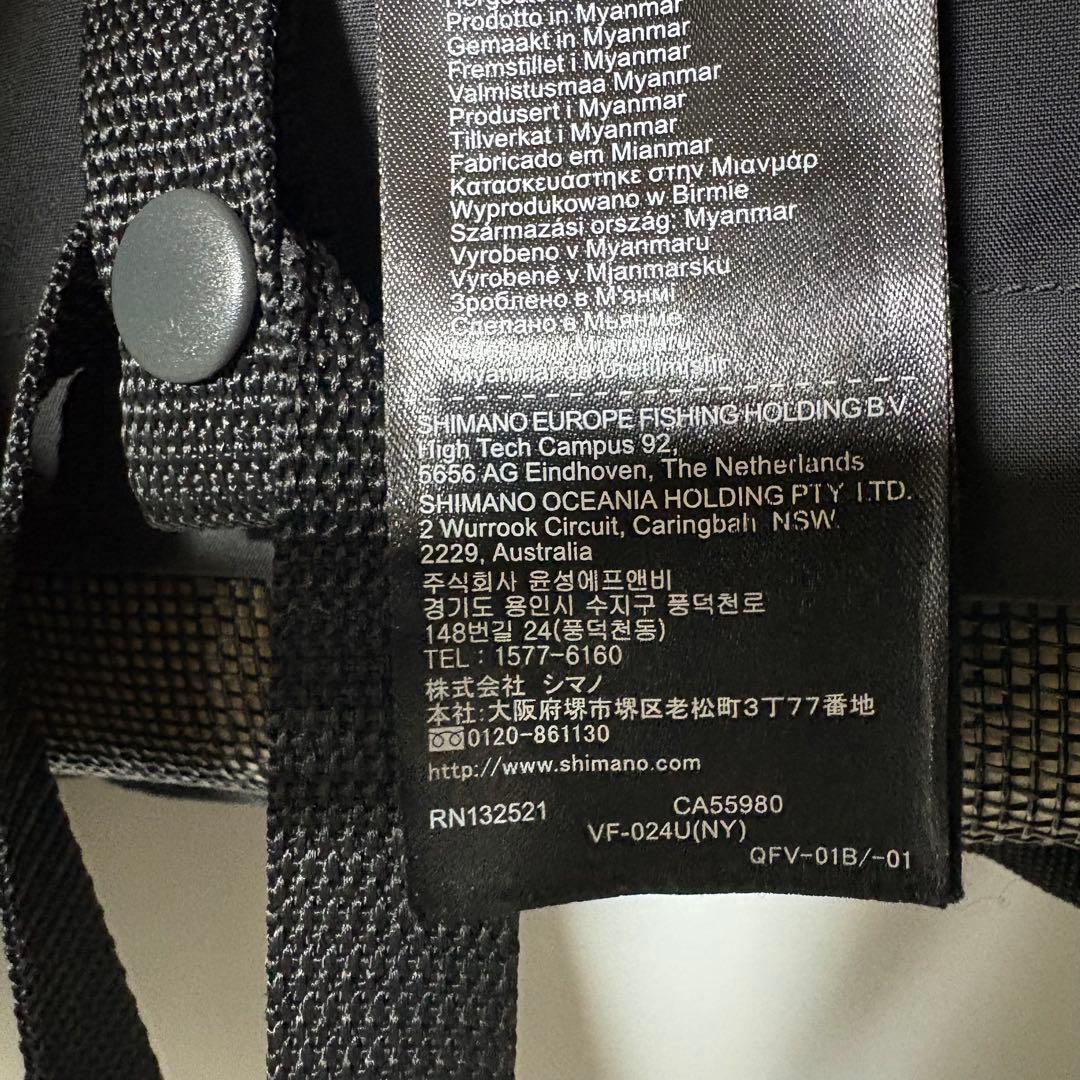 Prodotto in Myanmar
Gemaakt in Myanmar
Fremstillet i Myanmar
Valmistusmaa Myanmar
Produsert i Myanmar
Tillverkat i Myanmar
Fabricado em Mianmar
Κατασκευάστηκε στην Μιανμάρ
Wyprodukowano w Birmie
Származási ország: Myanmar
Vyrobeno v Myanmaru
Vyrobené v Mjanmarsku
Зроблено в М'янмі
Сделано в Мьянме
Myanmar'da Üretilmiştir
SHIMANO EUROPE FISHING HOLDING B.V.
High Tech Campus 92,
5656 AG Eindhoven, The Netherlands
SHIMANO OCEANIA HOLDING PTY LTD.
2 Wurrook Circuit, Caringbah NSW
2229, Australia
주식회사 윤성에프앤비
경기도 용인시 수지구 풍덕천로
148번길 24(풍덕천동)
TEL : 1577-6160
株式会社 シマノ
本社:大阪府堺市堺区老松町3丁77番地
0120-861130
http://www.shimano.com
RN132521 CA55980
VF-024U(NY)
QFV-01B/-01